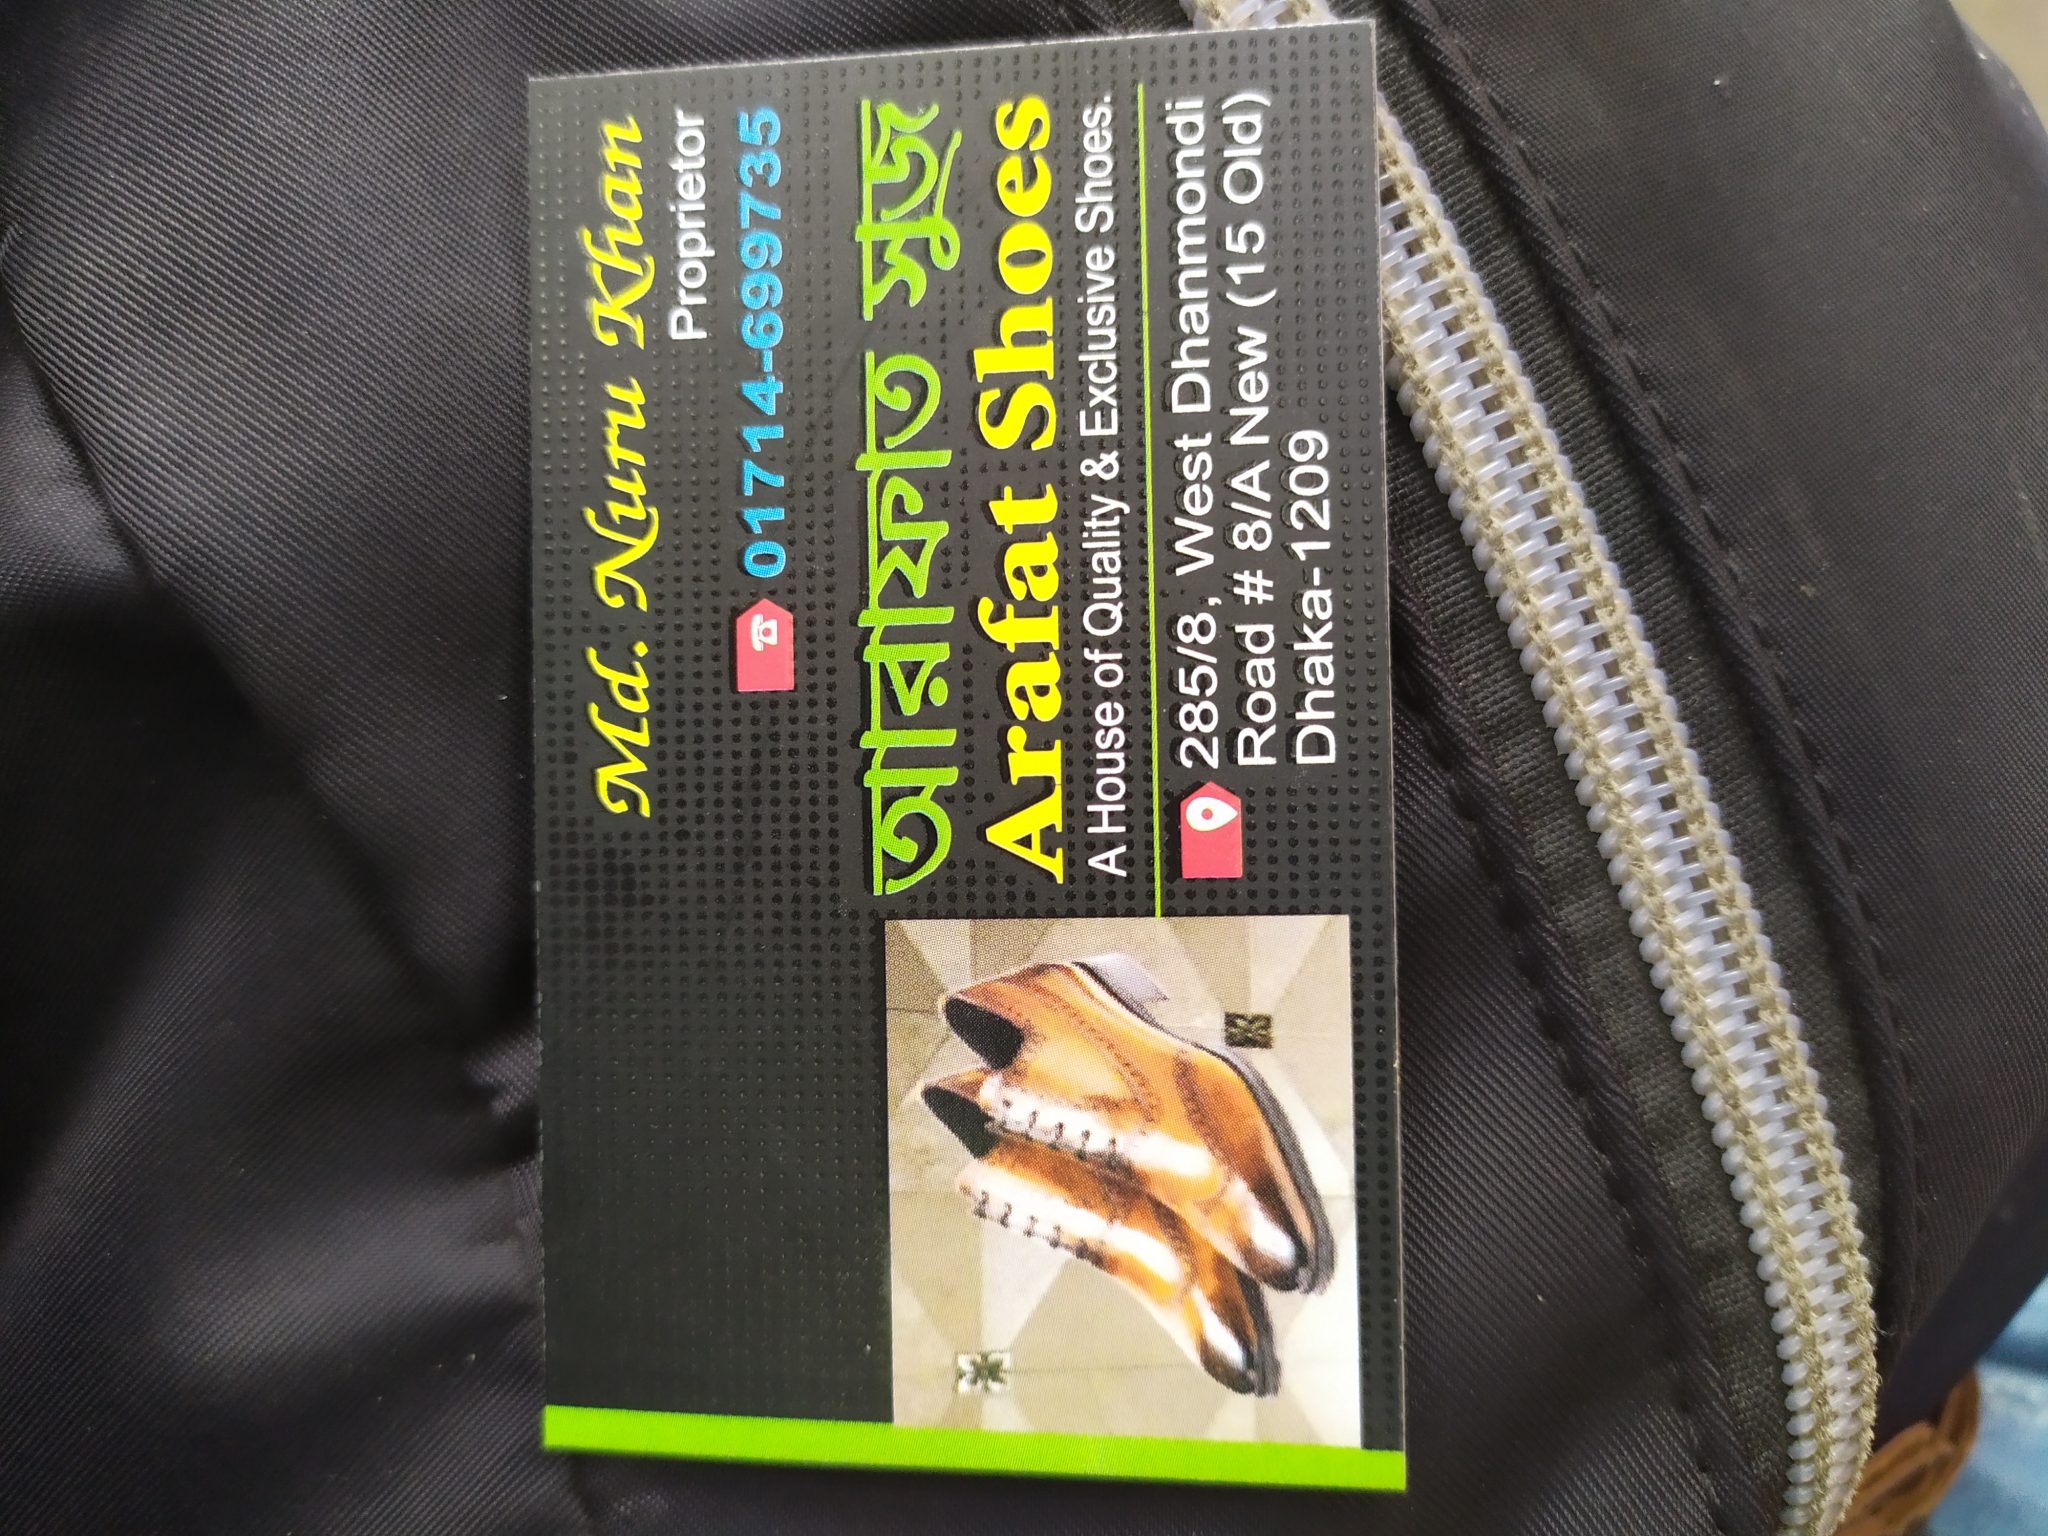 Md. Nuru Khan
Proprietor
01714-699735
আরাফাত সুজ
Arafat Shoes
A House of Quality & Exclusive Shoes.
285/8, West Dhanmondi
Road # 8/A New (15 Old)
Dhaka-1209